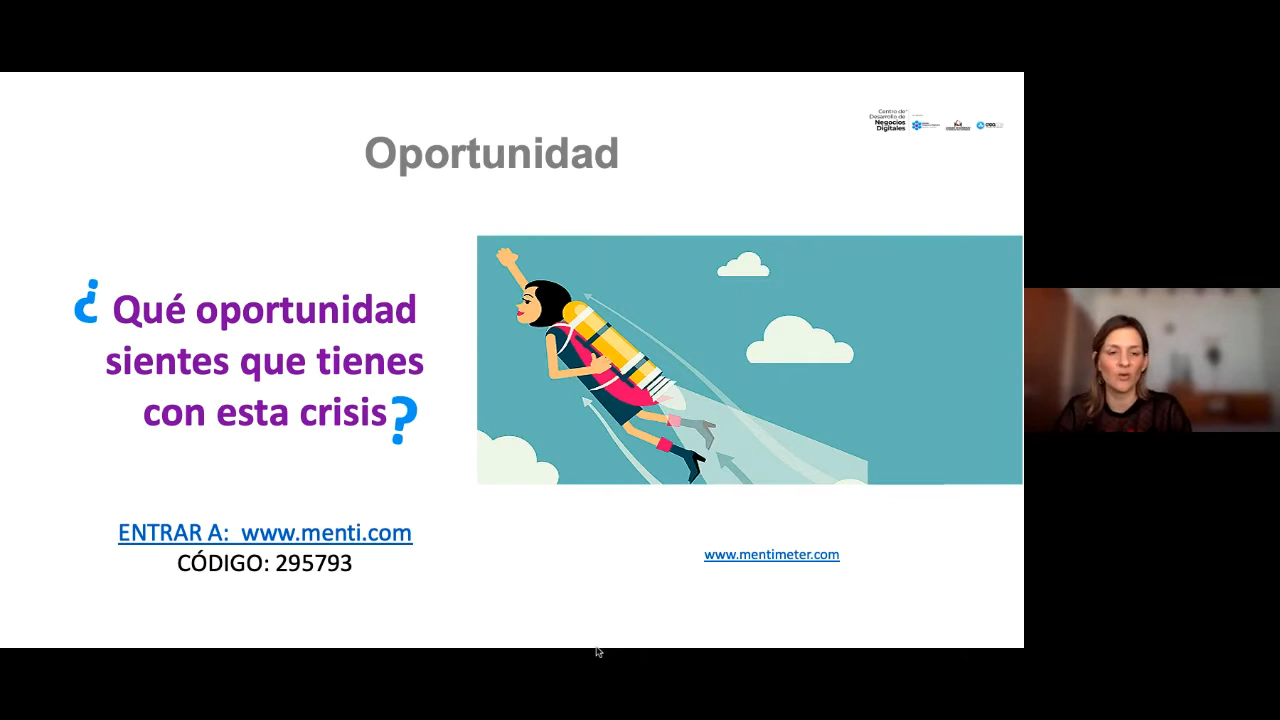 Centro de
Desarrollo de
Negocios
Digitales
Oportunidad
¿Qué oportunidad
sientes que tienes
con esta crisis?
ENTRAR A:  www.menti.com
CÓDIGO: 295793
www.mentimeter.com